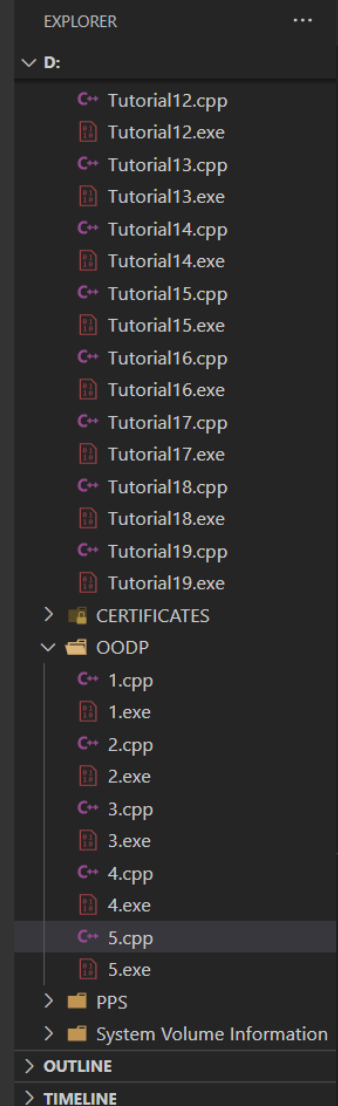 EXPLORER ...
D:
C++ Tutorial12.cpp
Tutorial12.exe
C++ Tutorial13.cpp
Tutorial13.exe
C++ Tutorial14.cpp
Tutorial14.exe
C++ Tutorial15.cpp
Tutorial15.exe
C++ Tutorial16.cpp
Tutorial16.exe
C++ Tutorial17.cpp
Tutorial17.exe
C++ Tutorial18.cpp
Tutorial18.exe
C++ Tutorial19.cpp
Tutorial19.exe
CERTIFICATES
OODP
C++ 1.cpp
1.exe
C++ 2.cpp
2.exe
C++ 3.cpp
3.exe
C++ 4.cpp
4.exe
C++ 5.cpp
5.exe
PPS
System Volume Information
OUTLINE
TIMELINE